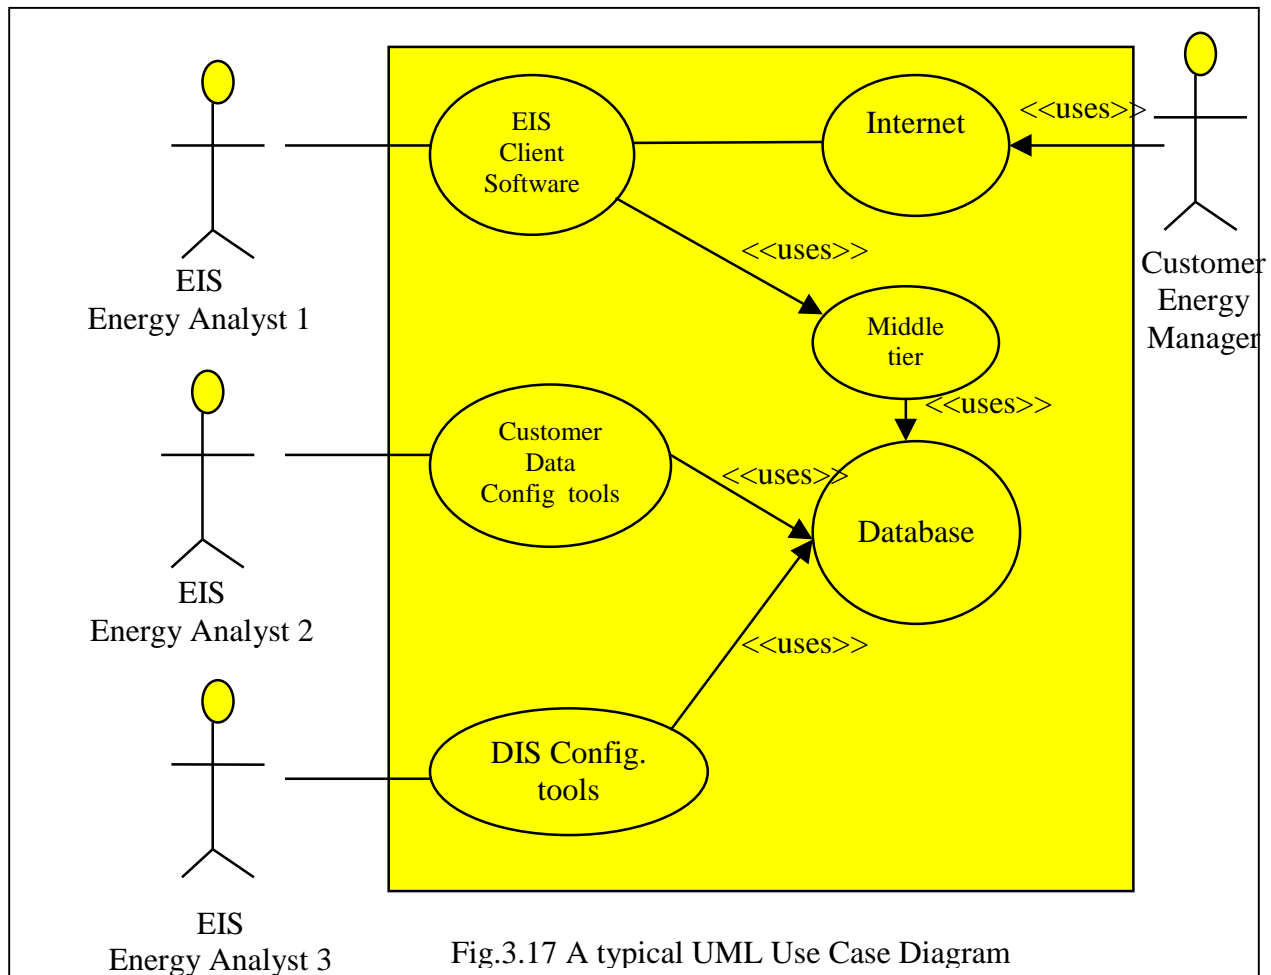 EIS
Client
Software
Internet
<<uses>>
<<uses>>
EIS
Energy Analyst 1
Customer
Energy
Manager
Middle
tier
<<uses>>
Customer
Data
Config tools
<<uses>>
Database
EIS
Energy Analyst 2
<<uses>>
DIS Config.
tools
EIS
Energy Analyst 3
Fig.3.17 A typical UML Use Case Diagram